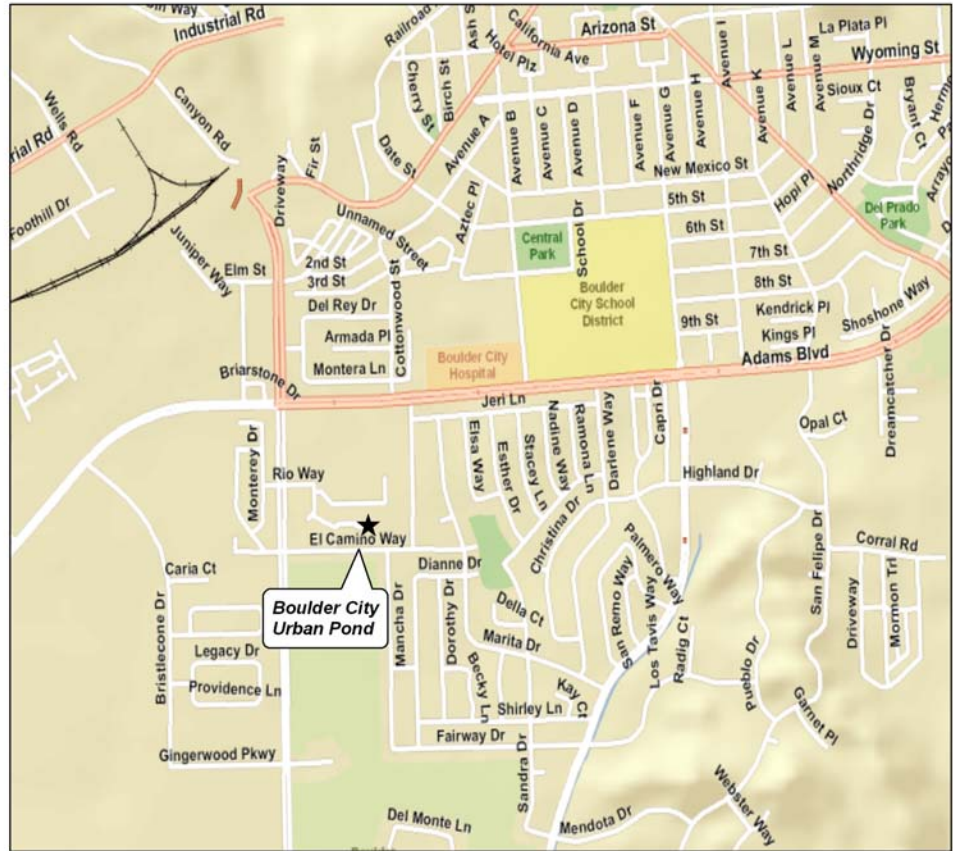 Industrial Rd
Railroad
Ash S
Hotel Plz
California Ave
Arizona St
La Plata Pl
Wyoming St
Wells Rd
Canyon Rd
Cherry St
Birch St
Avenue A
Avenue B
Avenue C
Avenue D
Avenue F
Avenue G
Avenue H
Avenue I
Avenue K
Avenue L
Avenue M
Sioux Ct
Bryant Ct
Northridge Dr
rial Rd
Fir St
Date St
New Mexico St
Hopi Pl
Foothill Dr
Driveway
Unnamed Street
Aztec Pl
School Dr
5th St
Del Prado
Park
Central
Park
6th St
Juniper Way
Elm St
2nd St
3rd St
7th St
Boulder
City School
District
8th St
Del Rey Dr
Cottonwood St
Kendrick Pl
Shoshone Way
Armada Pl
9th St
Kings Pl
Montera Ln
Boulder City
Hospital
Adams Blvd
Briarstone Dr
Jeri Ln
Capri Dr
Dreamcatcher Dr
Monterey Dr
Elsa Way
Esther Dr
Stacey Ln
Nadine Way
Ramona Ln
Darlene Way
Opal Ct
Rio Way
Highland Dr
Christina Dr
El Camino Way
Palmero Way
San Felipe Dr
Corral Rd
Caria Ct
Dianne Dr
Bristlecone Dr
Boulder City
Urban Pond
Mancha Dr
Dorothy Dr
Della Ct
San Remo Way
Los Tavis Way
Radig Ct
Driveway
Mormon Trl
Marita Dr
Legacy Dr
Becky Ln
Kay Ct
Pueblo Dr
Providence Ln
Shirley Ln
Garnet Pl
Fairway Dr
Gingerwood Pkwy
Sandra Dr
Webster Way
Del Monte Ln
Mendota Dr